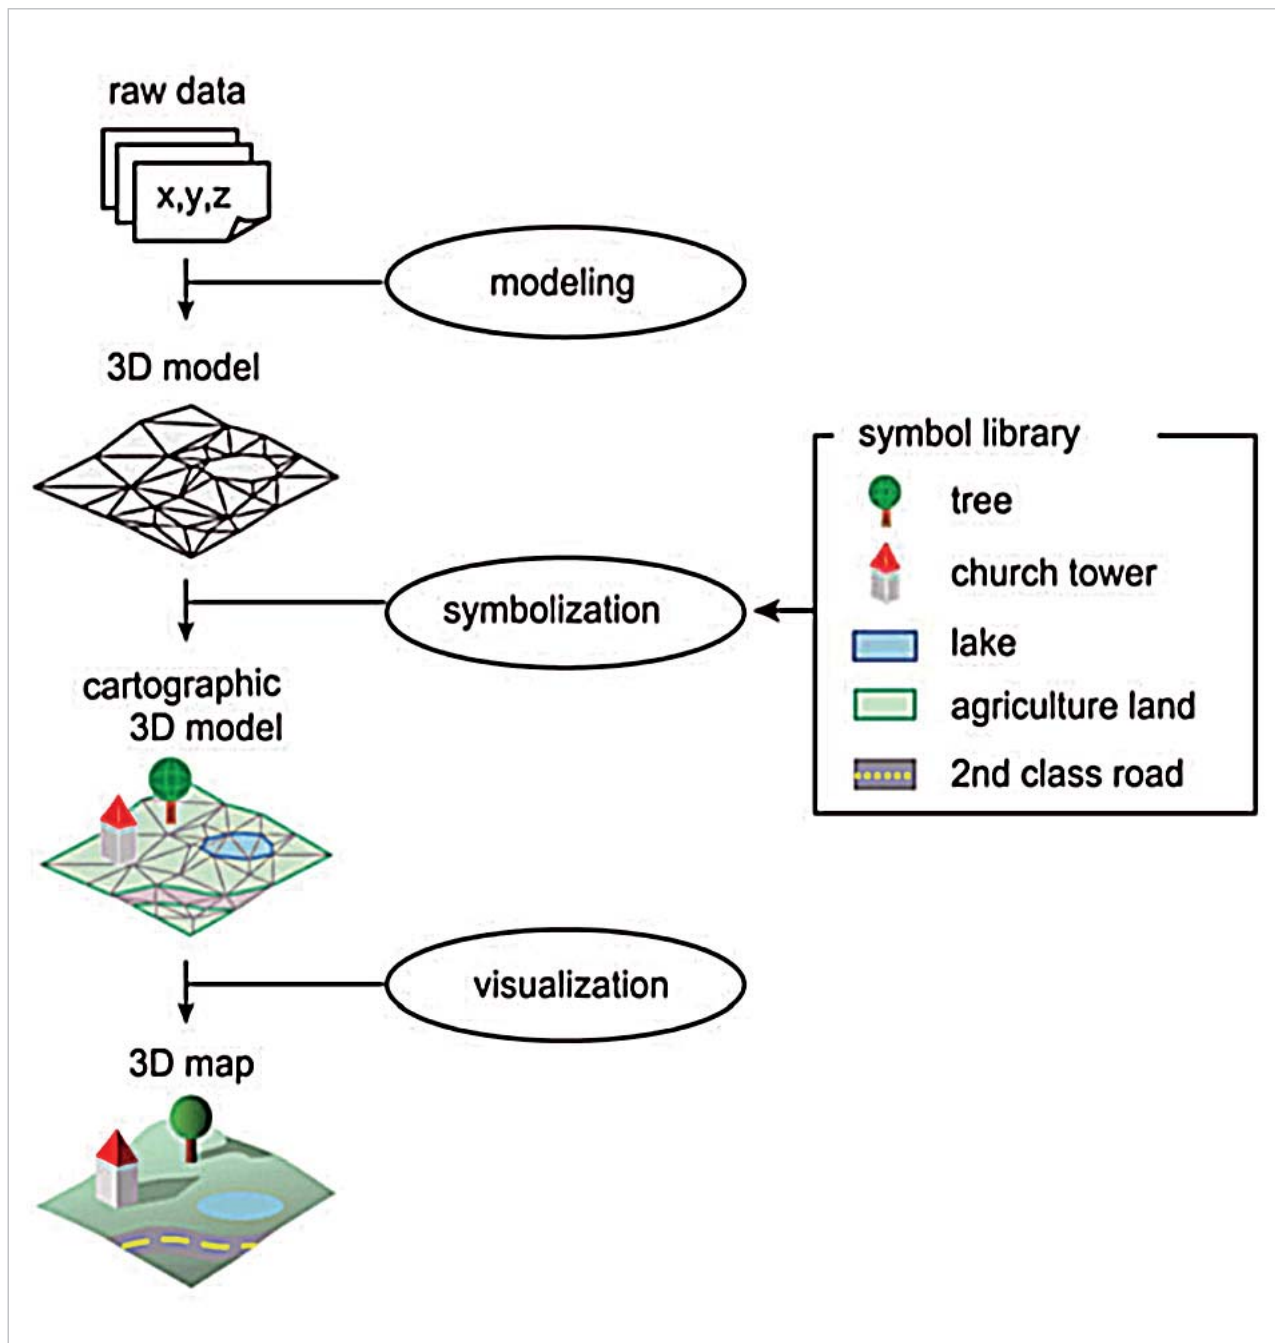 raw data
x,y,z
modeling
3D model
symbol library
tree
church tower
symbolization
lake
cartographic
3D model
agriculture land
2nd class road
visualization
3D map